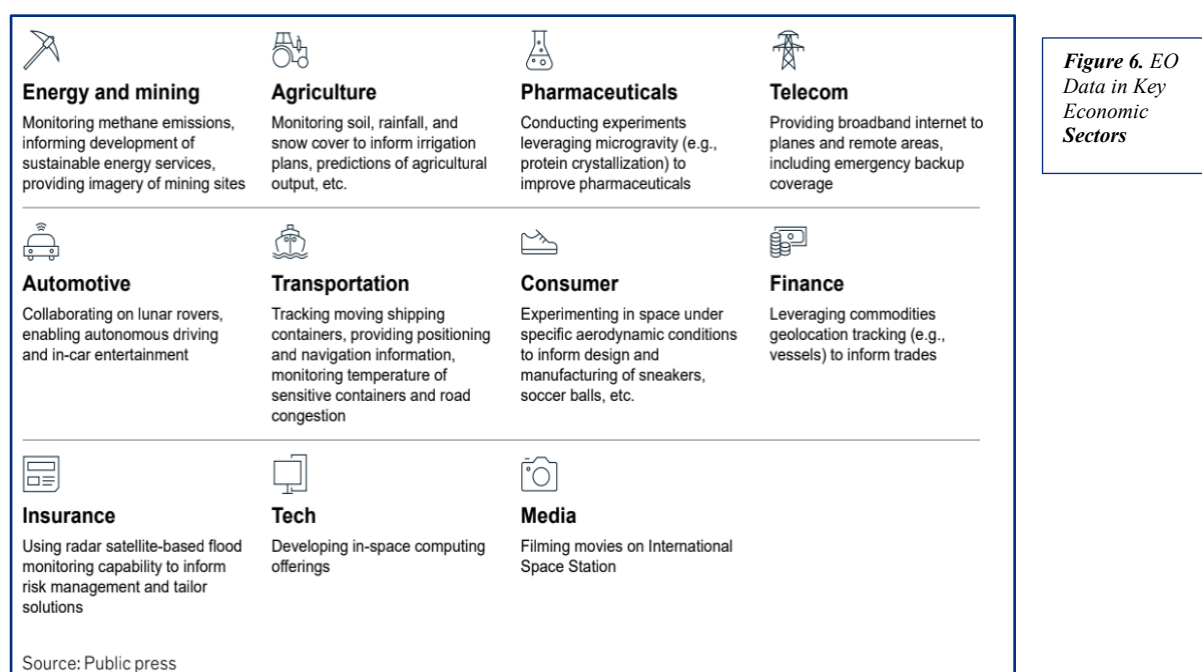 Energy and mining
Monitoring methane emissions,
informing development of
sustainable energy services,
providing imagery of mining sites
Agriculture
Monitoring soil, rainfall, and
snow cover to inform irrigation
plans, predictions of agricultural
output, etc.
Pharmaceuticals
Conducting experiments
leveraging microgravity (e.g.,
protein crystallization) to
improve pharmaceuticals
Telecom
Providing broadband internet to
planes and remote areas,
including emergency backup
coverage
Automotive
Collaborating on lunar rovers,
enabling autonomous driving
and in-car entertainment
Transportation
Tracking moving shipping
containers, providing positioning
and navigation information,
monitoring temperature of
sensitive containers and road
congestion
Consumer
Experimenting in space under
specific aerodynamic conditions
to inform design and
manufacturing of sneakers,
soccer balls, etc.
Finance
Leveraging commodities
geolocation tracking (e.g.,
vessels) to inform trades
Insurance
Using radar satellite-based flood
monitoring capability to inform
risk management and tailor
solutions
Tech
Developing in-space computing
offerings
Media
Filming movies on International
Space Station
Source: Public press
Figure 6. EO
Data in Key
Economic
Sectors